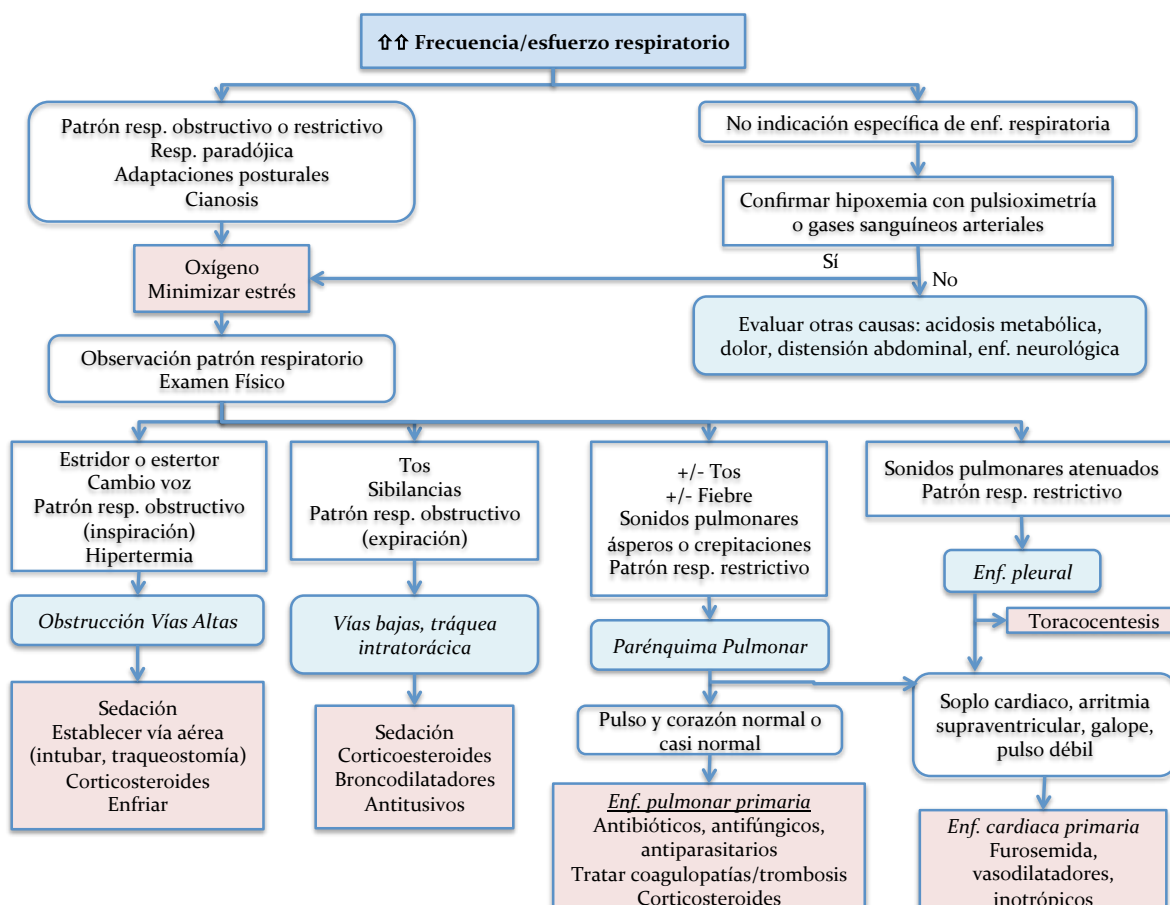 ⇧⇧ Frecuencia/esfuerzo respiratorio
Patrón resp. obstructivo o restrictivo
Resp. paradójica
Adaptaciones posturales
Cianosis
No indicación específica de enf. respiratoria
Confirmar hipoxemia con pulsioximetría
o gases sanguíneos arteriales
Sí
No
Oxígeno
Minimizar estrés
Evaluar otras causas: acidosis metabólica,
dolor, distensión abdominal, enf. neurológica
Observación patrón respiratorio
Examen Físico
Estridor o estertor
Cambio voz
Patrón resp. obstructivo
(inspiración)
Hipertermia
Tos
Sibilancias
Patrón resp. obstructivo
(expiración)
+/- Tos
+/- Fiebre
Sonidos pulmonares
ásperos o crepitaciones
Patrón resp. restrictivo
Sonidos pulmonares atenuados
Patrón resp. restrictivo
Obstrucción Vías Altas
Vías bajas, tráquea
intratorácica
Parénquima Pulmonar
Enf. pleural
Toracocentesis
Sedación
Establecer vía aérea
(intubar, traqueostomía)
Corticosteroides
Enfriar
Sedación
Corticoesteroides
Broncodilatadores
Antitusivos
Pulso y corazón normal o
casi normal
Soplo cardiaco, arritmia
supraventricular, galope,
pulso débil
Enf. pulmonar primaria
Antibióticos, antifúngicos,
antiparasitarios
Tratar coagulopatías/trombosis
Corticosteroides
Enf. cardiaca primaria
Furosemida,
vasodilatadores,
inotrópicos